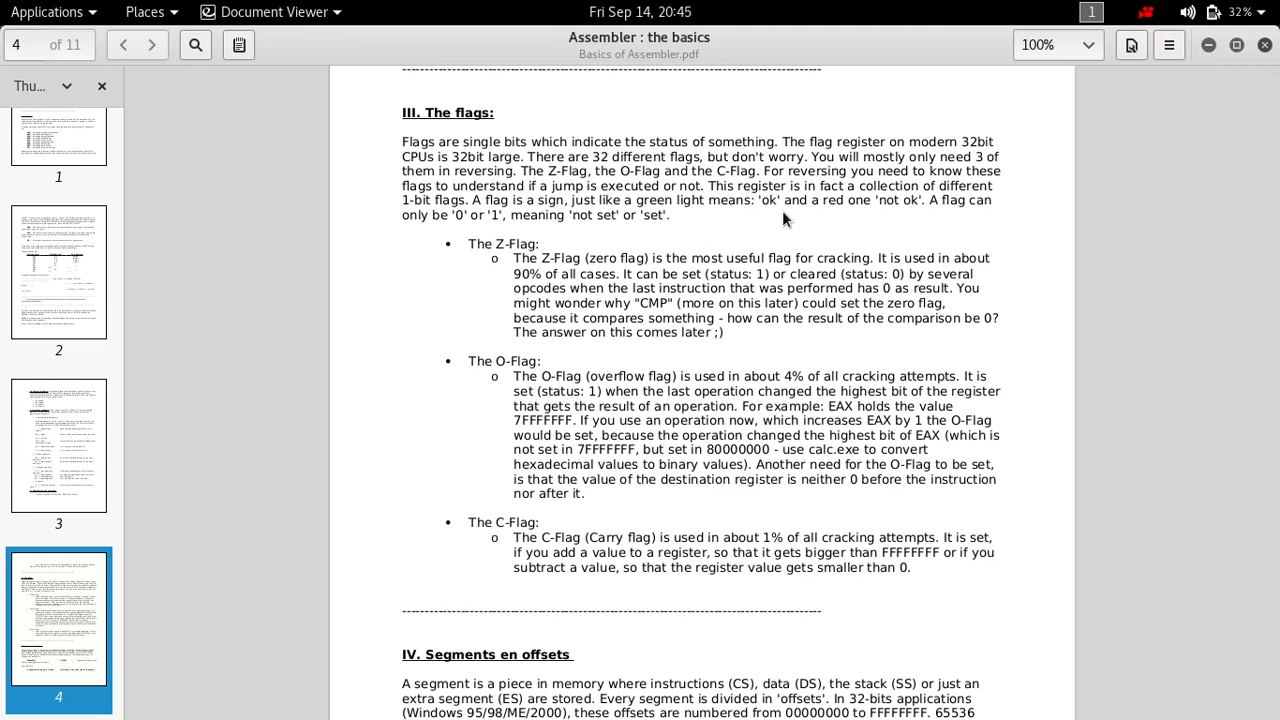 Applications Places Document Viewer Fri Sep 14, 20:45 1 32%
4 of 11 Assembler : the basics 100%
Basics of Assembler.pdf
Thu...
1
2
3
4
--------------------------------------------------------------------------------------------
III. The flags:
Flags are single bits which indicate the status of something. The flag register on modern 32bit
CPUs is 32bit large. There are 32 different flags, but don't worry. You will mostly only need 3 of
them in reversing. The Z-Flag, the O-Flag and the C-Flag. For reversing you need to know these
flags to understand if a jump is executed or not. This register is in fact a collection of different
1-bit flags. A flag is a sign, just like a green light means: 'ok' and a red one 'not ok'. A flag can
only be '0' or '1', meaning 'not set' or 'set'.
• The Z-Flag:
o The Z-Flag (zero flag) is the most useful flag for cracking. It is used in about
90% of all cases. It can be set (status: 1) or cleared (status: 0) by several
opcodes when the last instruction that was performed has 0 as result. You
might wonder why "CMP" (more on this later) could set the zero flag,
because it compares something - how can the result of the comparison be 0?
The answer on this comes later ;)
• The O-Flag:
o The O-Flag (overflow flag) is used in about 4% of all cracking attempts. It is
set (status: 1) when the last operation changed the highest bit of the register
that gets the result of an operation. For example: EAX holds the value
7FFFFFFF. If you use an operation now, which increases EAX by 1 the O-Flag
would be set, because the operation changed the highest bit of EAX (which is
not set in 7FFFFFFF, but set in 80000000 - use calc.exe to convert
hexadecimal values to binary values). Another need for the O-Flag to be set,
is that the value of the destination register is neither 0 before the instruction
nor after it.
• The C-Flag:
o The C-Flag (Carry flag) is used in about 1% of all cracking attempts. It is set,
if you add a value to a register, so that it gets bigger than FFFFFFFF or if you
subtract a value, so that the register value gets smaller than 0.
--------------------------------------------------------------------------------------------
IV. Segments en offsets
A segment is a piece in memory where instructions (CS), data (DS), the stack (SS) or just an
extra segment (ES) are stored. Every segment is divided in 'offsets'. In 32-bits applications
(Windows 95/98/ME/2000), these offsets are numbered from 00000000 to FFFFFFFF. 65536